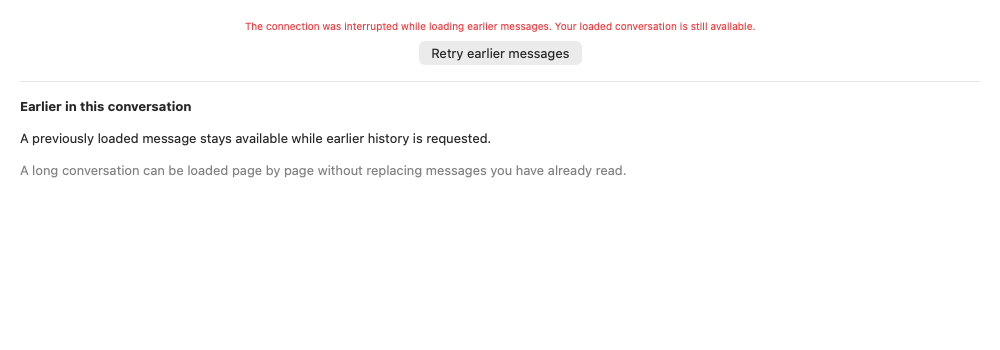 The connection was interrupted while loading earlier messages. Your loaded conversation is still available.
Retry earlier messages
Earlier in this conversation
A previously loaded message stays available while earlier history is requested.
A long conversation can be loaded page by page without replacing messages you have already read.